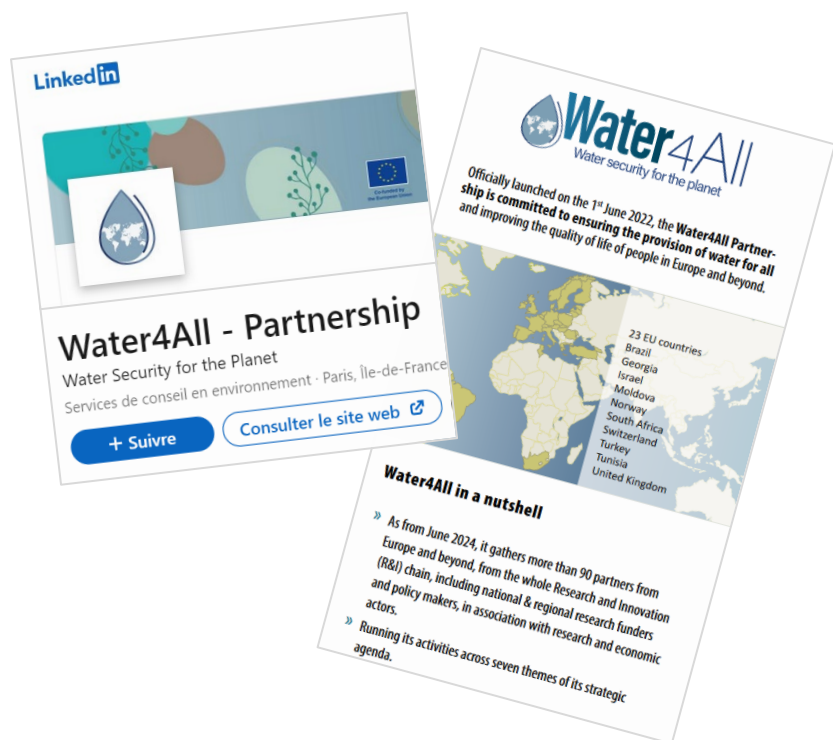 LinkedIn
Co-funded by
the European Union
Water4All - Partnership
Water Security for the Planet
Services de conseil en environnement · Paris, Île-de-France
+ Suivre
Consulter le site web
Water4All
Water security for the planet
Officially launched on the 1st June 2022, the Water4All Partner-
ship is committed to ensuring the provision of water for all
and improving the quality of life of people in Europe and beyond.
23 EU countries
Brazil
Georgia
Israel
Moldova
Norway
South Africa
Switzerland
Turkey
Tunisia
United Kingdom
Water4All in a nutshell
» As from June 2024, it gathers more than 90 partners from
Europe and beyond, from the whole Research and Innovation
(R&I) chain, including national & regional research funders
and policy makers, in association with research and economic
actors.
» Running its activities across seven themes of its strategic
agenda.